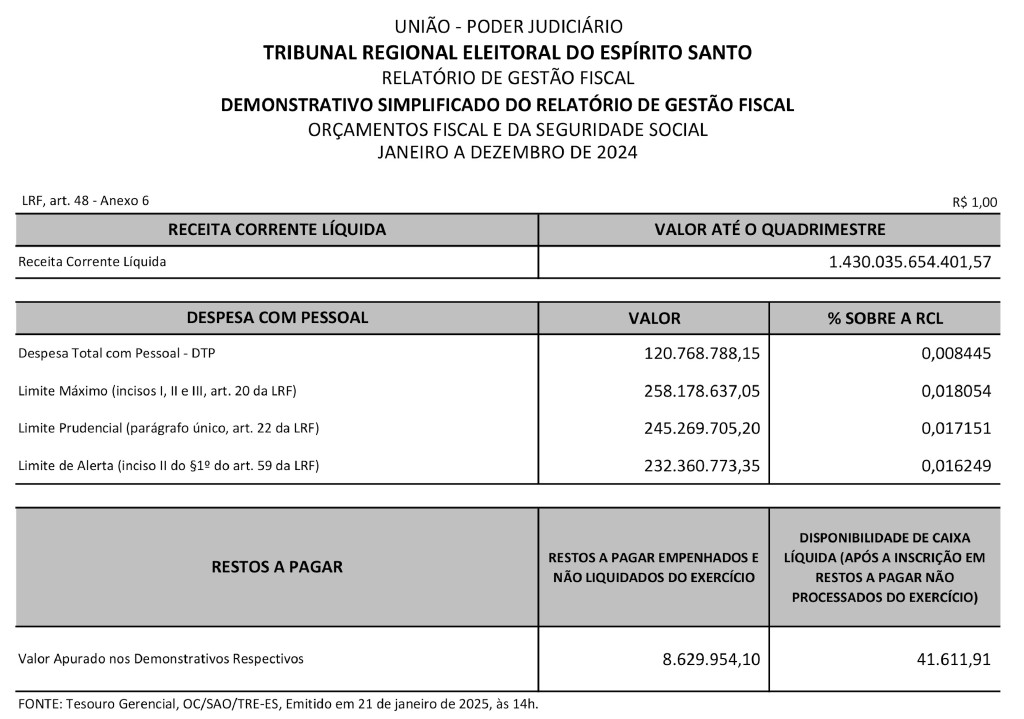 UNIÃO - PODER JUDICIÁRIO
TRIBUNAL REGIONAL ELEITORAL DO ESPÍRITO SANTO
RELATÓRIO DE GESTÃO FISCAL
DEMONSTRATIVO SIMPLIFICADO DO RELATÓRIO DE GESTÃO FISCAL
ORÇAMENTOS FISCAL E DA SEGURIDADE SOCIAL
JANEIRO A DEZEMBRO DE 2024
LRF, art. 48 - Anexo 6 R$ 1,00
RECEITA CORRENTE LÍQUIDA VALOR ATÉ O QUADRIMESTRE
Receita Corrente Líquida 1.430.035.654.401,57
DESPESA COM PESSOAL VALOR % SOBRE A RCL
Despesa Total com Pessoal - DTP 120.768.788,15 0,008445
Limite Máximo (incisos I, II e III, art. 20 da LRF) 258.178.637,05 0,018054
Limite Prudencial (parágrafo único, art. 22 da LRF) 245.269.705,20 0,017151
Limite de Alerta (inciso II do §1º do art. 59 da LRF) 232.360.773,35 0,016249
RESTOS A PAGAR
RESTOS A PAGAR EMPENHADOS E
NÃO LIQUIDADOS DO EXERCÍCIO
DISPONIBILIDADE DE CAIXA
LÍQUIDA (APÓS A INSCRIÇÃO EM
RESTOS A PAGAR NÃO
PROCESSADOS DO EXERCÍCIO)
Valor Apurado nos Demonstrativos Respectivos 8.629.954,10 41.611,91
FONTE: Tesouro Gerencial, OC/SAO/TRE-ES, Emitido em 21 de janeiro de 2025, às 14h.